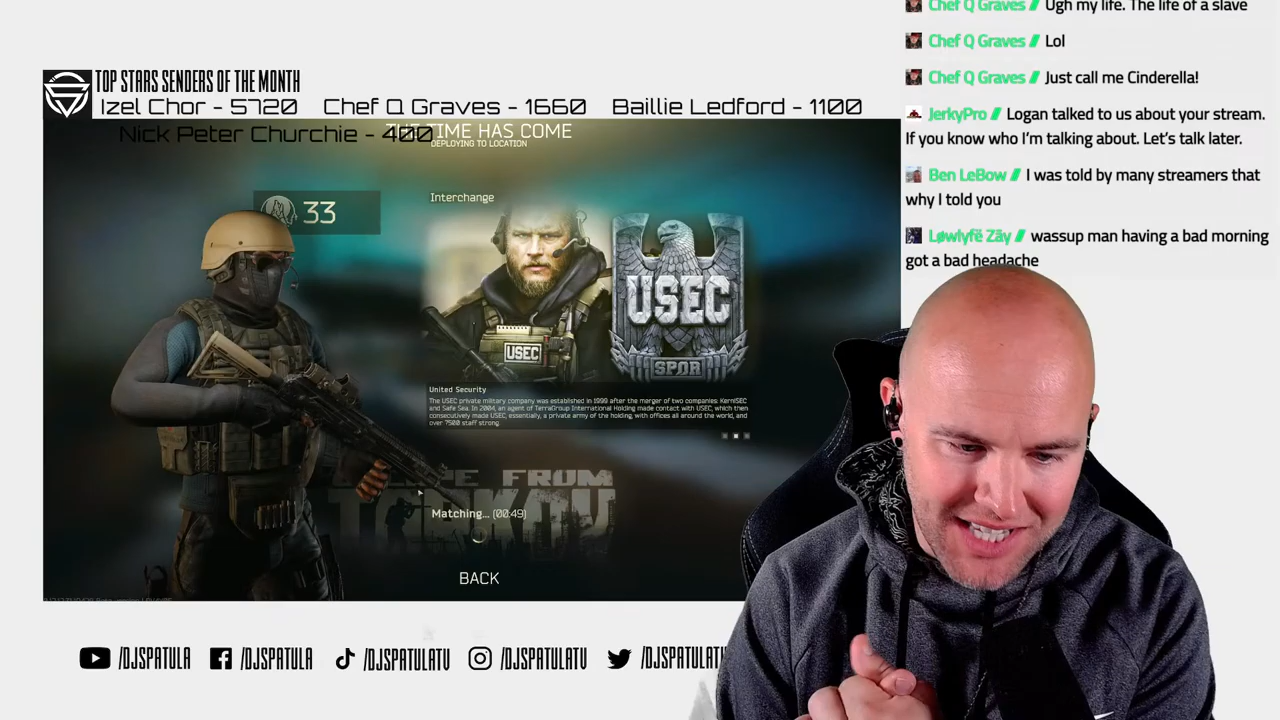 Chef Q Graves // Ugh my life. The life of a slave
Chef Q Graves // Lol
Chef Q Graves // Just call me Cinderella!
JerkyPro // Logan talked to us about your stream.
If you know who I'm talking about. Let's talk later.
Ben LeBow // I was told by many streamers that
why I told you
Løwlyfë Zäy // wassup man having a bad morning
got a bad headache
TOP STARS SENDERS OF THE MONTH
Izel Chor - 5720 Chef Q Graves - 1660 Baillie Ledford - 1100
Nick Peter Churchie - 400
TIME HAS COME
DEPLOYING TO LOCATION
Interchange
33
USEC
SPQR
USEC
United Security
The USEC private military company was established in 1999 after the merger of two companies: KerniSEC
and Safe Sea. In 2004, an agent of TerraGroup International Holding made contact with USEC, which then
consecutively made USEC, essentially, a private army of the holding, with offices all around the world, and
over 7500 staff strong.
FROM
Matching... (00:49)
BACK
/DJSPATULA /DJSPATULA /DJSPATULATV /DJSPATULATV /DJSPATULATV